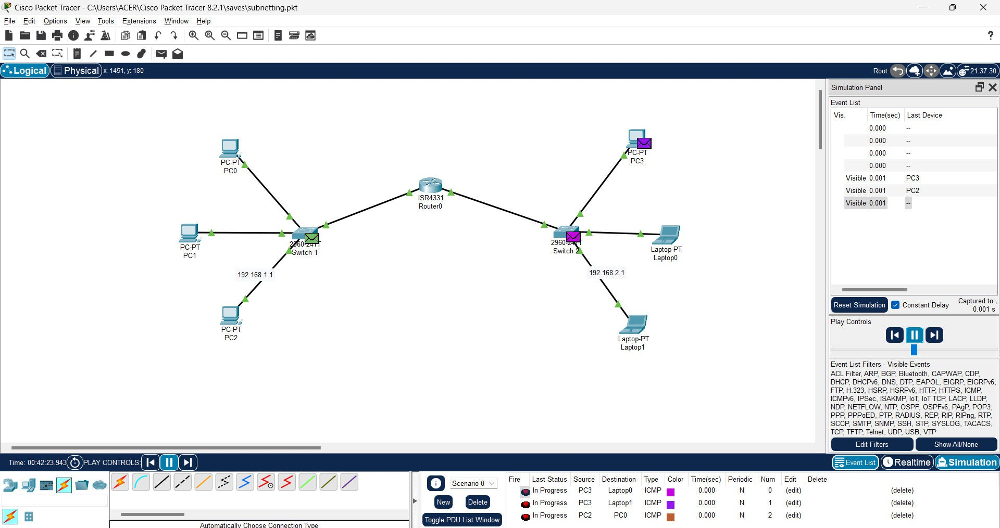 Cisco Packet Tracer - C:\Users\ACER\Cisco Packet Tracer 8.2.1\saves\subnetting.pkt
File Edit Options View Tools Extensions Window Help
Logical Physical x: 1451, y: 180
Root 21:37:30
PC-PT
PC0
PC-PT
PC1
PC-PT
PC2
2960-24TT
Switch 1
192.168.1.1
ISR4331
Router0
PC-PT
PC3
2960-24TT
Switch 2
192.168.2.1
Laptop-PT
Laptop0
Laptop-PT
Laptop1
Simulation Panel
Event List
Vis. Time(sec) Last Device
0.000 --
0.000 --
0.000 --
0.000 --
Visible 0.001 PC3
Visible 0.001 PC2
Visible 0.001 --
Reset Simulation Constant Delay Captured to:
0.001 s
Play Controls
Event List Filters - Visible Events
ACL Filter, ARP, BGP, Bluetooth, CAPWAP, CDP,
DHCP, DHCPv6, DNS, DTP, EAPOL, EIGRP, EIGRPv6,
FTP, H.323, HSRP, HSRPv6, HTTP, HTTPS, ICMP,
ICMPv6, IPSec, ISAKMP, IoT, IoT TCP, LACP, LLDP,
NDP, NETFLOW, NTP, OSPF, OSPFv6, PAgP, POP3,
PPP, PPPoED, PTP, RADIUS, REP, RIP, RIPng, RTP,
SCCP, SMTP, SNMP, SSH, STP, SYSLOG, TACACS,
TCP, TFTP, Telnet, UDP, USB, VTP
Edit Filters Show All/None
Time: 00:42:23.943 PLAY CONTROLS:
Event List Realtime Simulation
Scenario 0
New Delete
Toggle PDU List Window
Fire Last Status Source Destination Type Color Time(sec) Periodic Num Edit Delete
In Progress PC3 Laptop0 ICMP 0.000 N 0 (edit) (delete)
In Progress PC3 Laptop1 ICMP 0.000 N 1 (edit) (delete)
In Progress PC2 PC0 ICMP 0.000 N 2 (edit) (delete)
Automatically Choose Connection Type